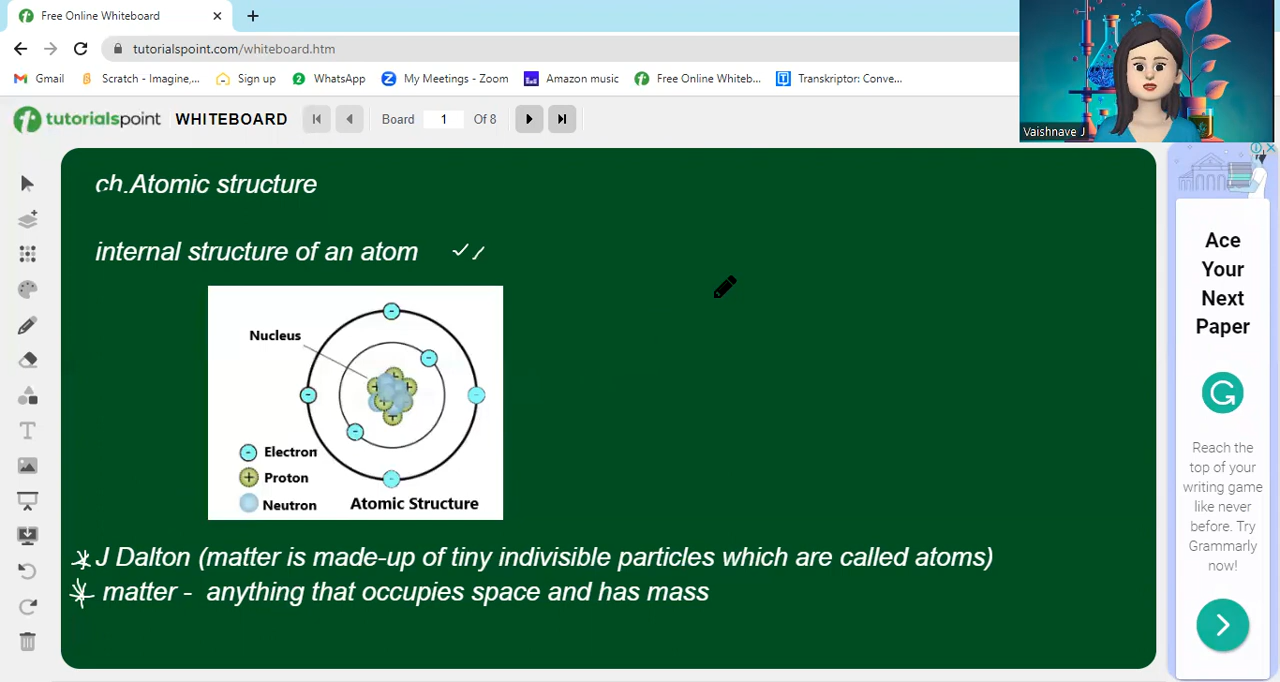 Free Online Whiteboard
tutorialspoint.com/whiteboard.htm
Gmail
Scratch - Imagine,...
Sign up
WhatsApp
My Meetings - Zoom
Amazon music
Free Online Whiteb...
Transkriptor: Conve...
Vaishnave J
tutorialspoint WHITEBOARD Board 1 Of 8
ch.Atomic structure
internal structure of an atom
Nucleus
Electron
Proton
Neutron
Atomic Structure
J Dalton (matter is made-up of tiny indivisible particles which are called atoms)
matter - anything that occupies space and has mass
Ace
Your
Next
Paper
Reach the
top of your
writing game
like never
before. Try
Grammarly
now!